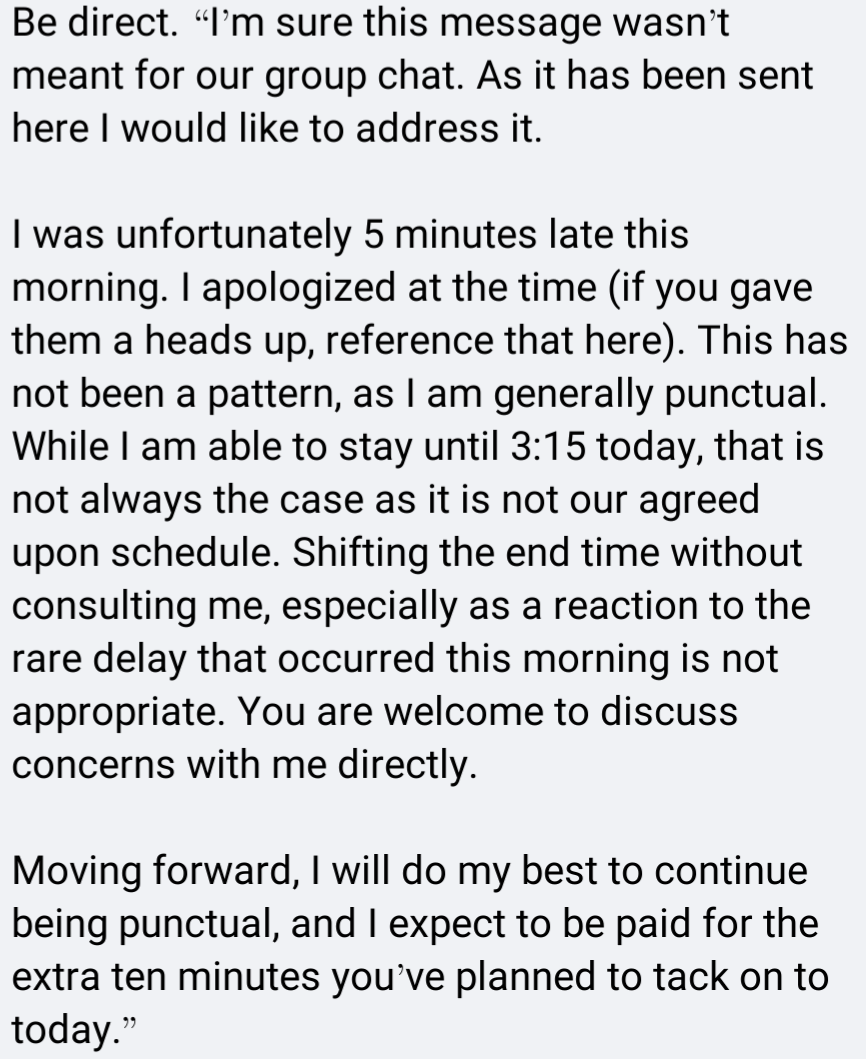 Be direct. “I’m sure this message wasn’t
meant for our group chat. As it has been sent
here I would like to address it.

I was unfortunately 5 minutes late this
morning. I apologized at the time (if you gave
them a heads up, reference that here). This has
not been a pattern, as I am generally punctual.
While I am able to stay until 3:15 today, that is
not always the case as it is not our agreed
upon schedule. Shifting the end time without
consulting me, especially as a reaction to the
rare delay that occurred this morning is not
appropriate. You are welcome to discuss
concerns with me directly.

Moving forward, I will do my best to continue
being punctual, and I expect to be paid for the
extra ten minutes you’ve planned to tack on to
today.”